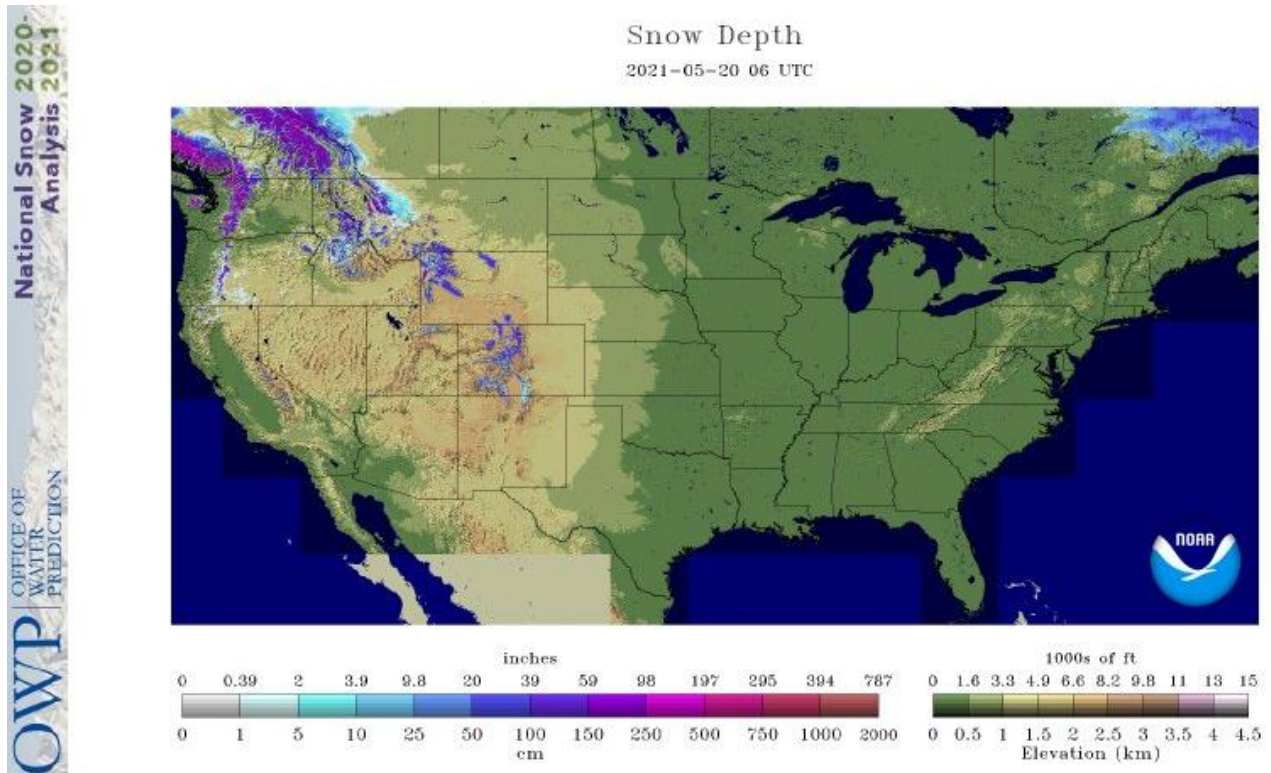 National Snow 2020-
Analysis 2021
OWP
OFFICE OF
WATER
PREDICTION
Snow Depth
2021-05-20 06 UTC
NOAA
inches
0 0.39 2 3.9 9.8 20 39 59 98 197 295 394 787
0 1 5 10 25 50 100 150 250 500 750 1000 2000
cm
1000s of ft
0 1.6 3.3 4.9 6.6 8.2 9.8 11 13 15
0 0.5 1 1.5 2 2.5 3 3.5 4 4.5
Elevation (km)